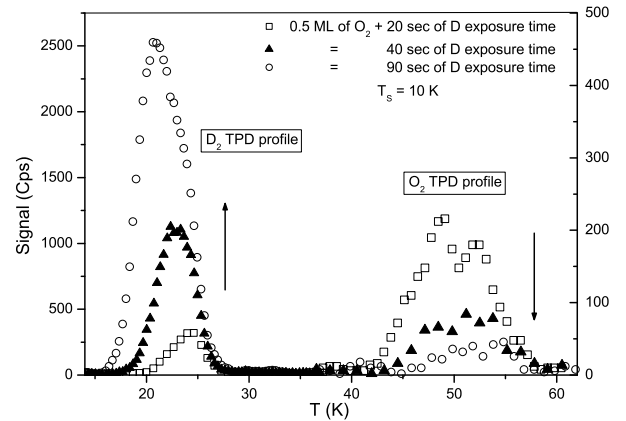 0.5 ML of O2 + 20 sec of D exposure time
= 40 sec of D exposure time
= 90 sec of D exposure time
TS = 10 K
D2 TPD profile
O2 TPD profile
Signal (Cps)
2500
2000
1500
1000
500
0
500
400
300
200
100
0
20 30 40 50 60
T (K)